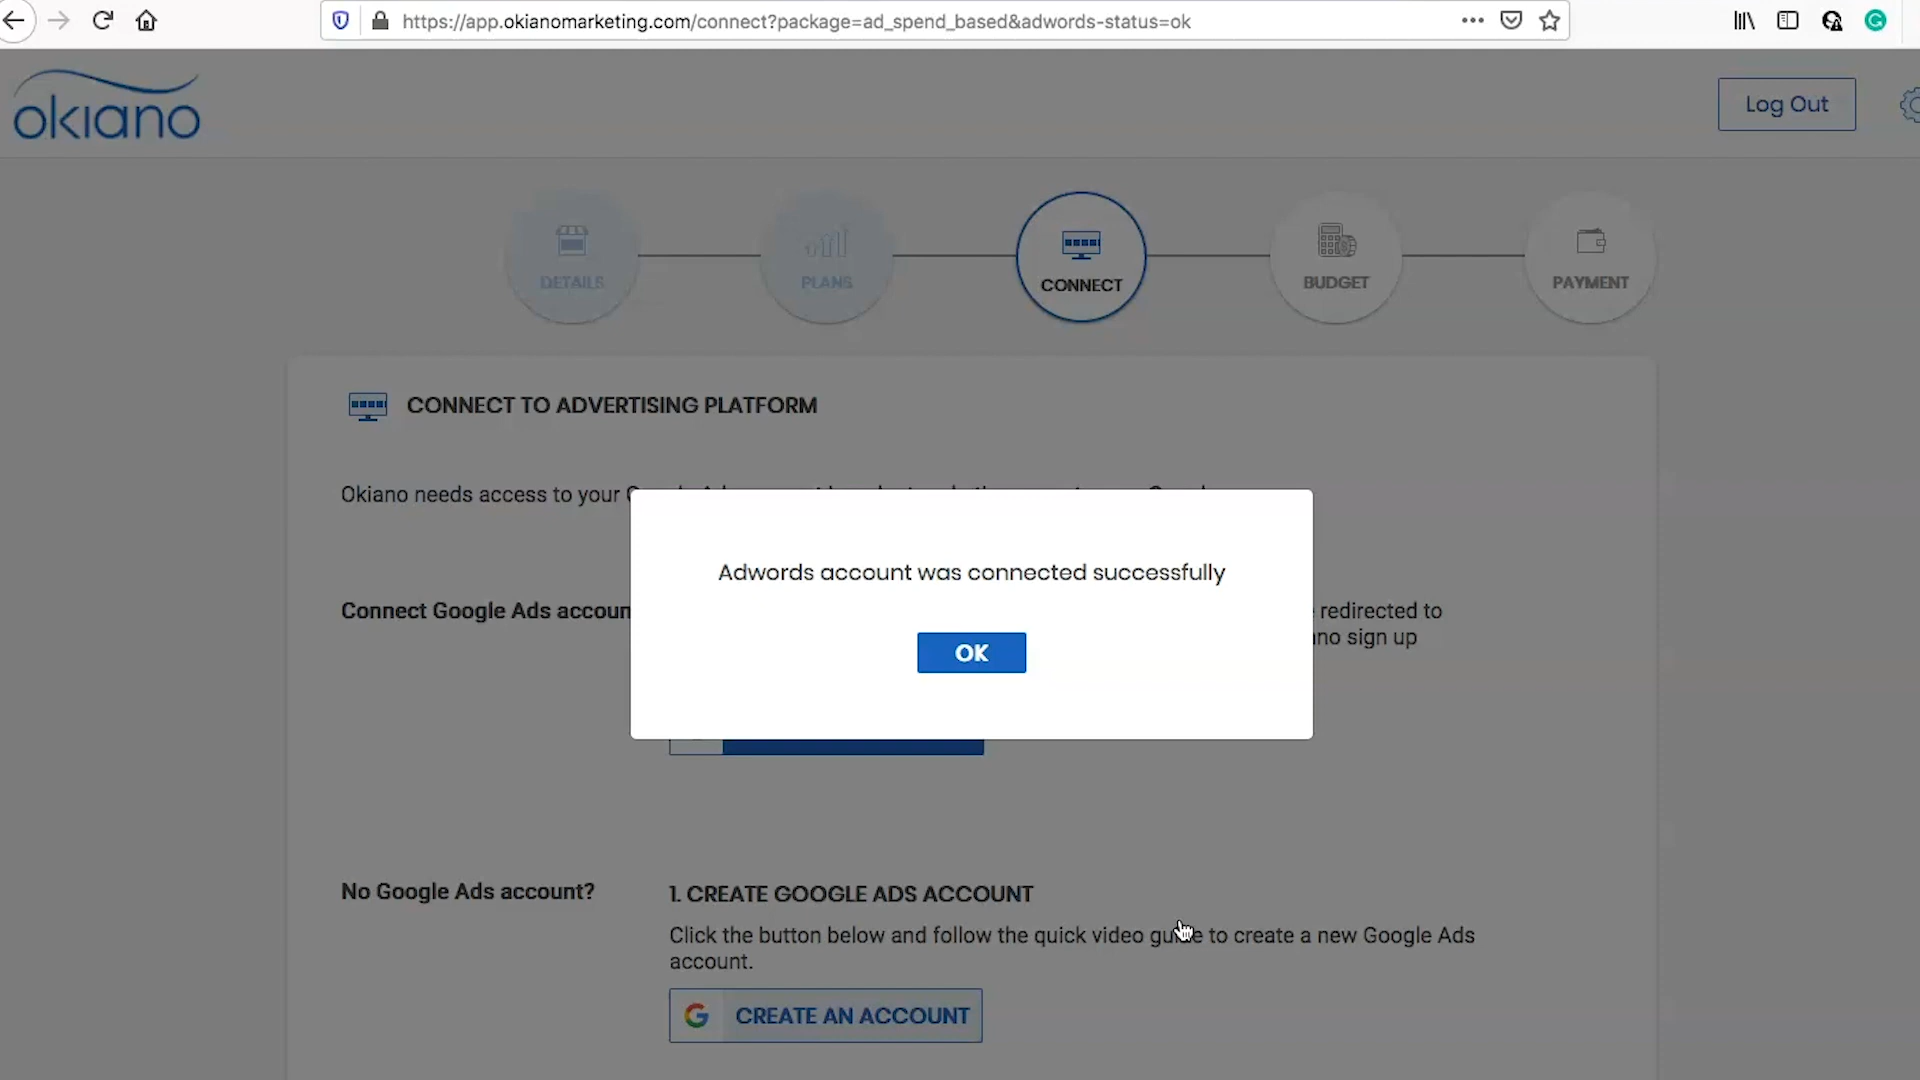 https://app.okianomarketing.com/connect?package=ad_spend_based&adwords-status=ok
okiano
Log Out
DETAILS
PLANS
CONNECT
BUDGET
PAYMENT
CONNECT TO ADVERTISING PLATFORM
Okiano needs access to your
Adwords account was connected successfully
Connect Google Ads accoun
redirected to
no sign up
OK
No Google Ads account?
1. CREATE GOOGLE ADS ACCOUNT
Click the button below and follow the quick video guide to create a new Google Ads
account.
G CREATE AN ACCOUNT